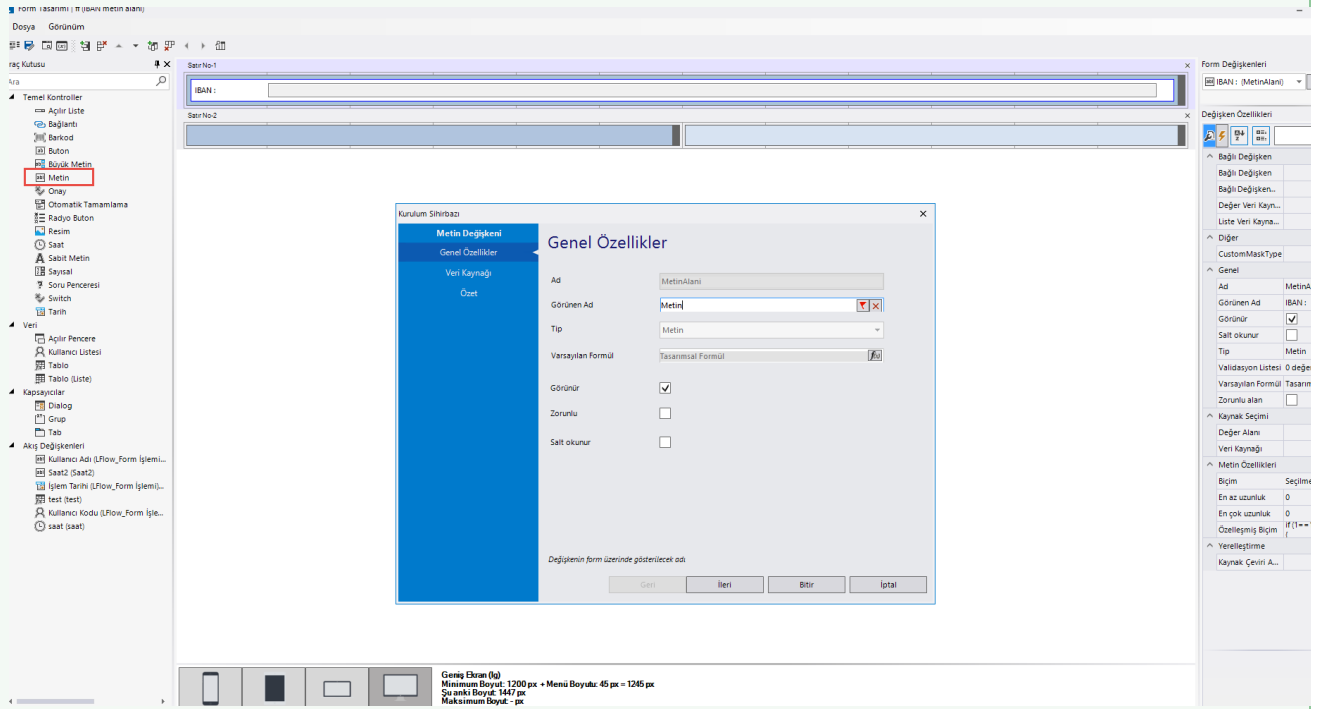 Form Tasarımı | ff (IBAN metin alanı)
Dosya Görünüm
raç Kutusu
Ara
Temel Kontroller
Açılır Liste
Bağlantı
Barkod
Buton
Büyük Metin
Metin
Onay
Otomatik Tamamlama
Radyo Buton
Resim
Saat
Sabit Metin
Sayısal
Soru Penceresi
Switch
Tarih
Veri
Açılır Pencere
Kullanıcı Listesi
Tablo
Tablo (Liste)
Kapsayıcılar
Dialog
Grup
Tab
Akış Değişkenleri
Kullanıcı Adı (LFlow_Form İşlemi...
Saat2 (Saat2)
İşlem Tarihi (LFlow_Form İşlemi)...
test (test)
Kullanıcı Kodu (LFlow_Form İşle...
saat (saat)
Satır No-1
IBAN :
Satır No-2
Kurulum Sihirbazı
Metin Değişkeni
Genel Özellikler
Veri Kaynağı
Özet
Genel Özellikler
Ad MetinAlani
Görünen Ad Metin
Tip Metin
Varsayılan Formül Tasarımsal Formül f(x)
Görünür
Zorunlu
Salt okunur
Değişkenin form üzerinde gösterilecek adı
Geri İleri Bitir İptal
Geniş Ekran (lg)
Minimum Boyut: 1200 px + Menü Boyutu: 45 px = 1245 px
Şu anki Boyut: 1447 px
Maksimum Boyut: - px
Form Değişkenleri
IBAN : (MetinAlani)
Değişken Özellikleri
Bağlı Değişken
Bağlı Değişken
Bağlı Değişken...
Değer Veri Kayn...
Liste Veri Kayna...
Diğer
CustomMaskType
Genel
Ad MetinA
Görünen Ad IBAN :
Görünür
Salt okunur
Tip Metin
Validasyon Listesi 0 değe
Varsayılan Formül Tasarım
Zorunlu alan
Kaynak Seçimi
Değer Alanı
Veri Kaynağı
Metin Özellikleri
Biçim Seçilme
En az uzunluk 0
En çok uzunluk 0
Özelleşmiş Biçim if (1==
{
Yerelleştirme
Kaynak Çeviri A...